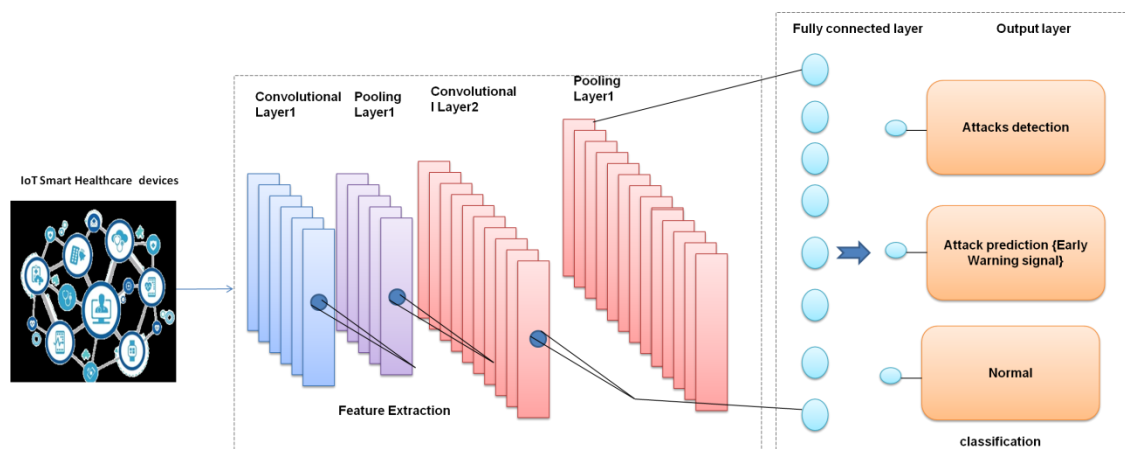 IoT Smart Healthcare devices
Convolutional
Layer1
Pooling
Layer1
Convolutional
l Layer2
Pooling
Layer1
Feature Extraction
Fully connected layer
Output layer
Attacks detection
Attack prediction {Early
Warning signal}
Normal
classification